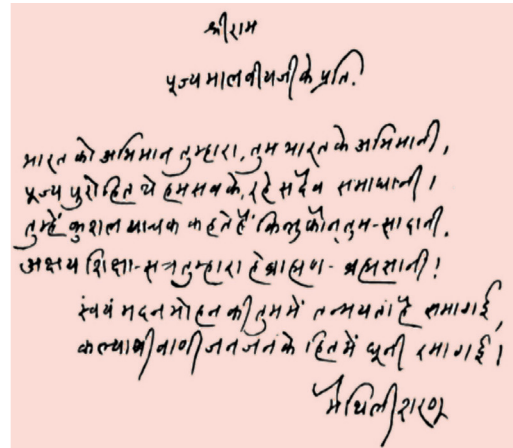 श्रीराम
पूज्य मालवीयजी के प्रति.
भारत को अभिमान तुम्हारा, तुम भारत के अभिमानी,
पूज्य पुरोहित थे हम सबके, रहे सदैव समाधानी।
तुम्हें कुशल याचक कहते हैं किन्तु कौन तुम-सा दानी,
अक्षय शिक्षा-सत्र तुम्हारा हे ब्राह्मण- ब्रह्मज्ञानी!
स्वयं मदन मोहन की तुममें तन्मयता है समा गई,
कल्याणी वाणी जन जन के हित में धूनी रमा गई।
मैथिलीशरण